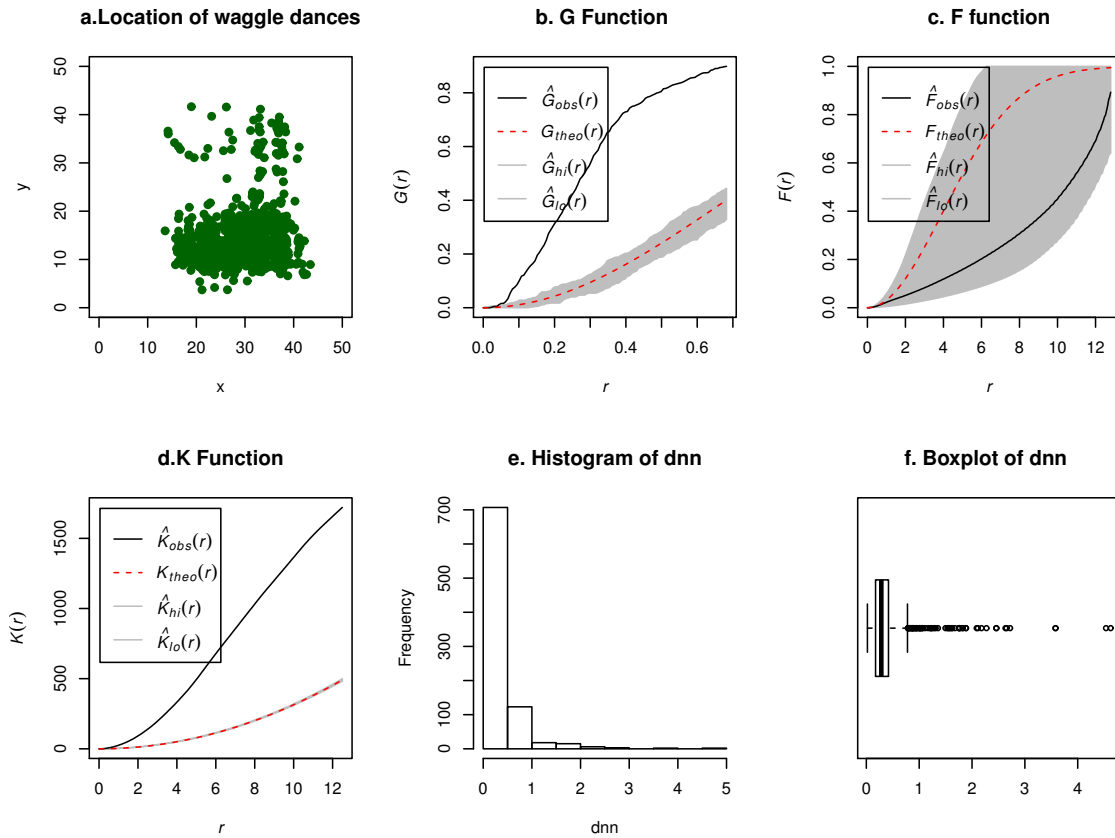 a.Location of waggle dances
50
40
30
20
10
0
y
0 10 20 30 40 50
x
b. G Function
0.8
0.6
0.4
0.2
0.0
G(r)
Ĝobs(r)
Gtheo(r)
Ĝhi(r)
Ĝlo(r)
0.0 0.2 0.4 0.6
r
c. F function
1.0
0.8
0.6
0.4
0.2
0.0
F(r)
F̂obs(r)
Ftheo(r)
F̂hi(r)
F̂lo(r)
0 2 4 6 8 10 12
r
d.K Function
1500
1000
500
0
K(r)
K̂obs(r)
Ktheo(r)
K̂hi(r)
K̂lo(r)
0 2 4 6 8 10 12
r
e. Histogram of dnn
700
500
300
100
0
Frequency
0 1 2 3 4 5
dnn
f. Boxplot of dnn
0 1 2 3 4